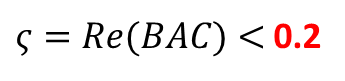 ς = Re(BAC) < 0.2